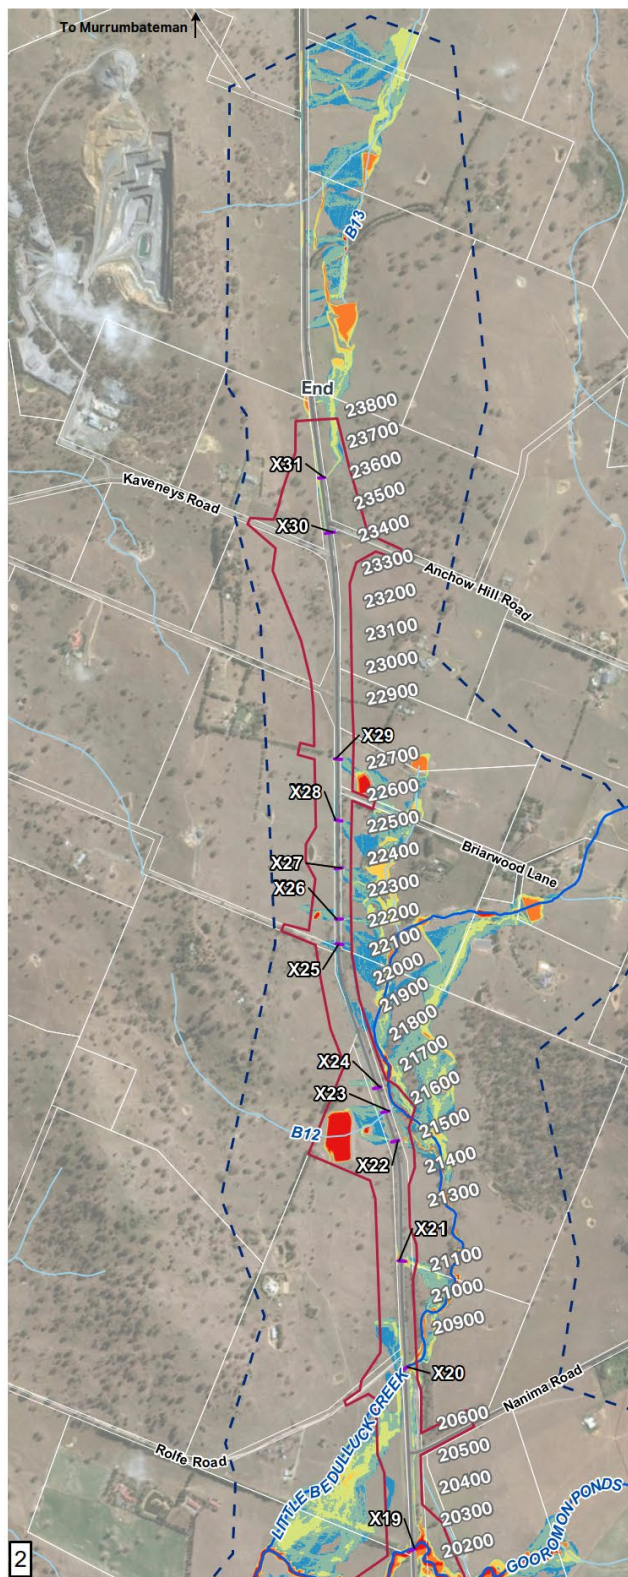 To Murrumbateman
B13
End
23800
23700
X31
23600
23500
Kaveneys Road
X30
23400
23300
Anchow Hill Road
23200
23100
23000
22900
X29
22700
22600
X28
22500
Briarwood Lane
22400
X27
22300
X26
22200
22100
X25
22000
21900
21800
21700
X24
21600
X23
21500
B12
X22
21400
21300
X21
21100
21000
20900
X20
LITTLE BEDULLUCK CREEK
Nanima Road
20600
Rolfe Road
20500
20400
20300
X19
20200
GOOROMON PONDS
2